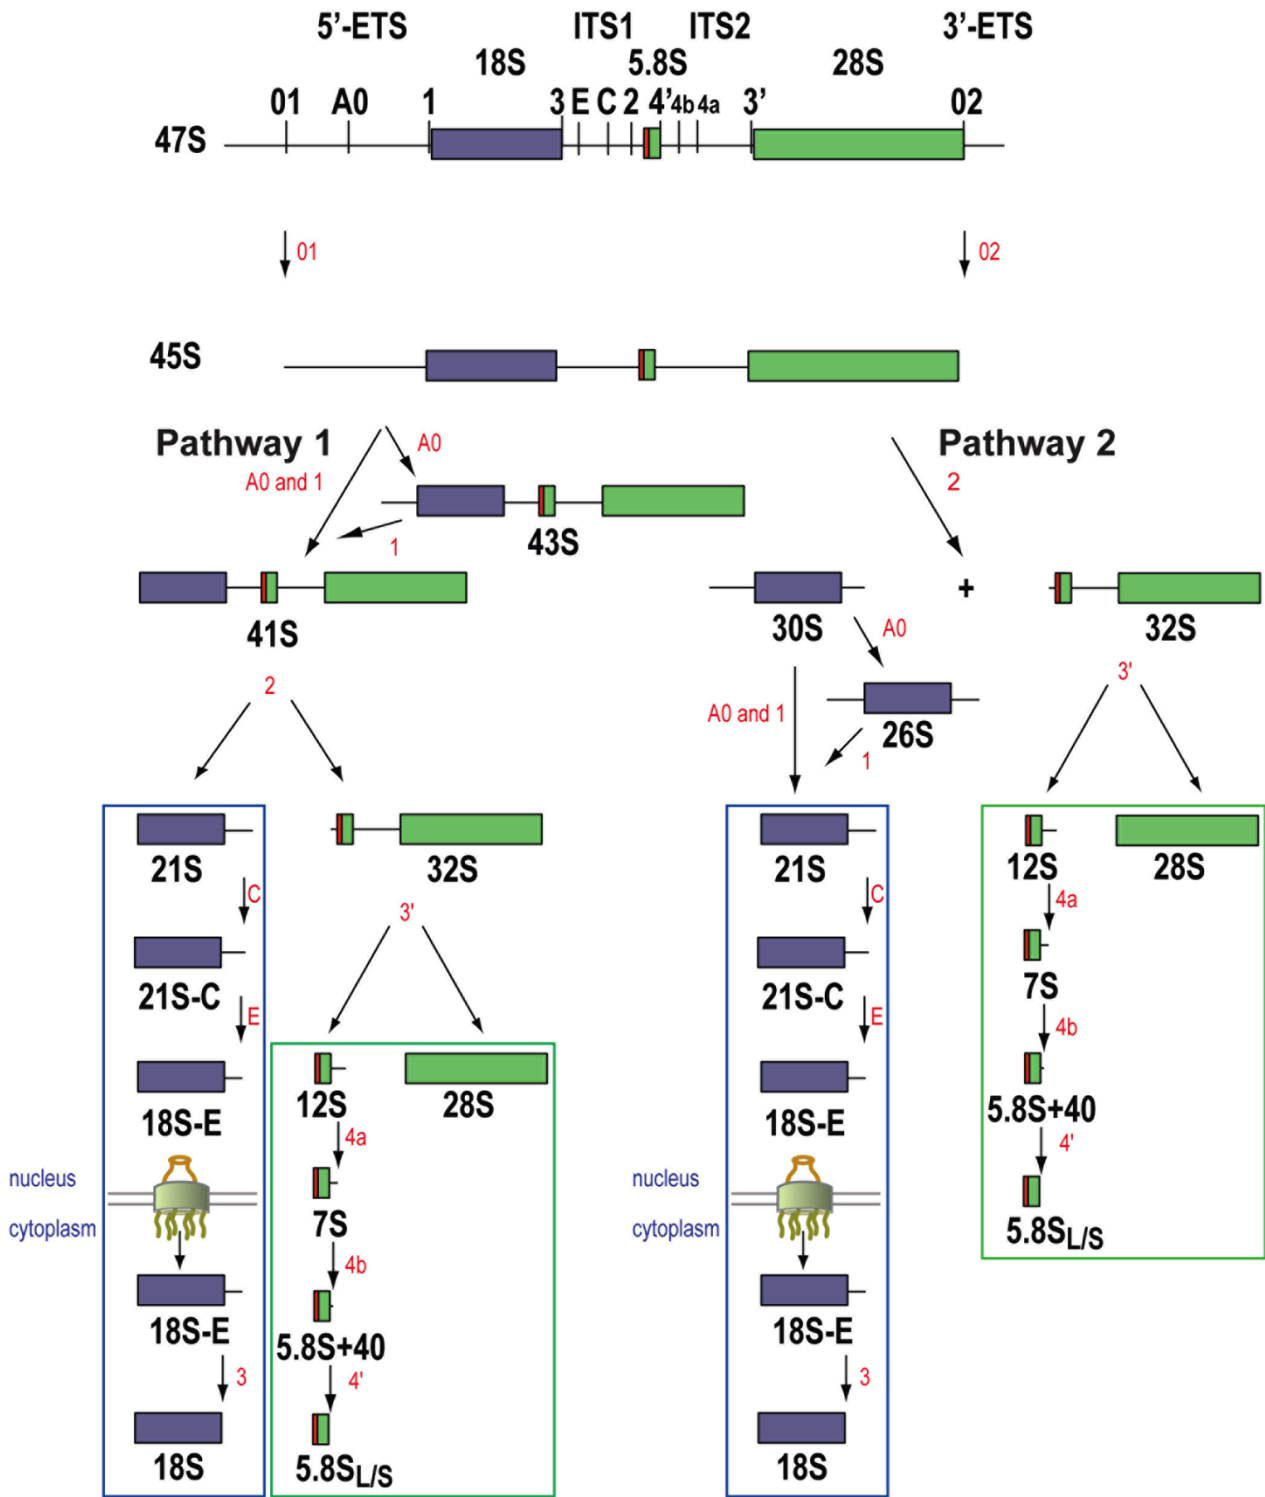 5’-ETS ITS1 ITS2 3’-ETS
18S 5.8S 28S
01 A0 1 3 E C 2 4' 4b 4a 3’ 02
47S
01 02
45S
Pathway 1 Pathway 2
A0
A0 and 1 2
43S
1
41S 30S + 32S
2 A0 3'
A0 and 1
26S
1
21S 32S 21S 12S 28S
C 3' C 4a
21S-C 21S-C 7S
E E 4b
18S-E 12S 28S 18S-E 5.8S+40
4a 4'
nucleus 7S nucleus 5.8SL/S
cytoplasm cytoplasm
4b
18S-E 5.8S+40 18S-E
3 4' 3
18S 5.8SL/S 18S